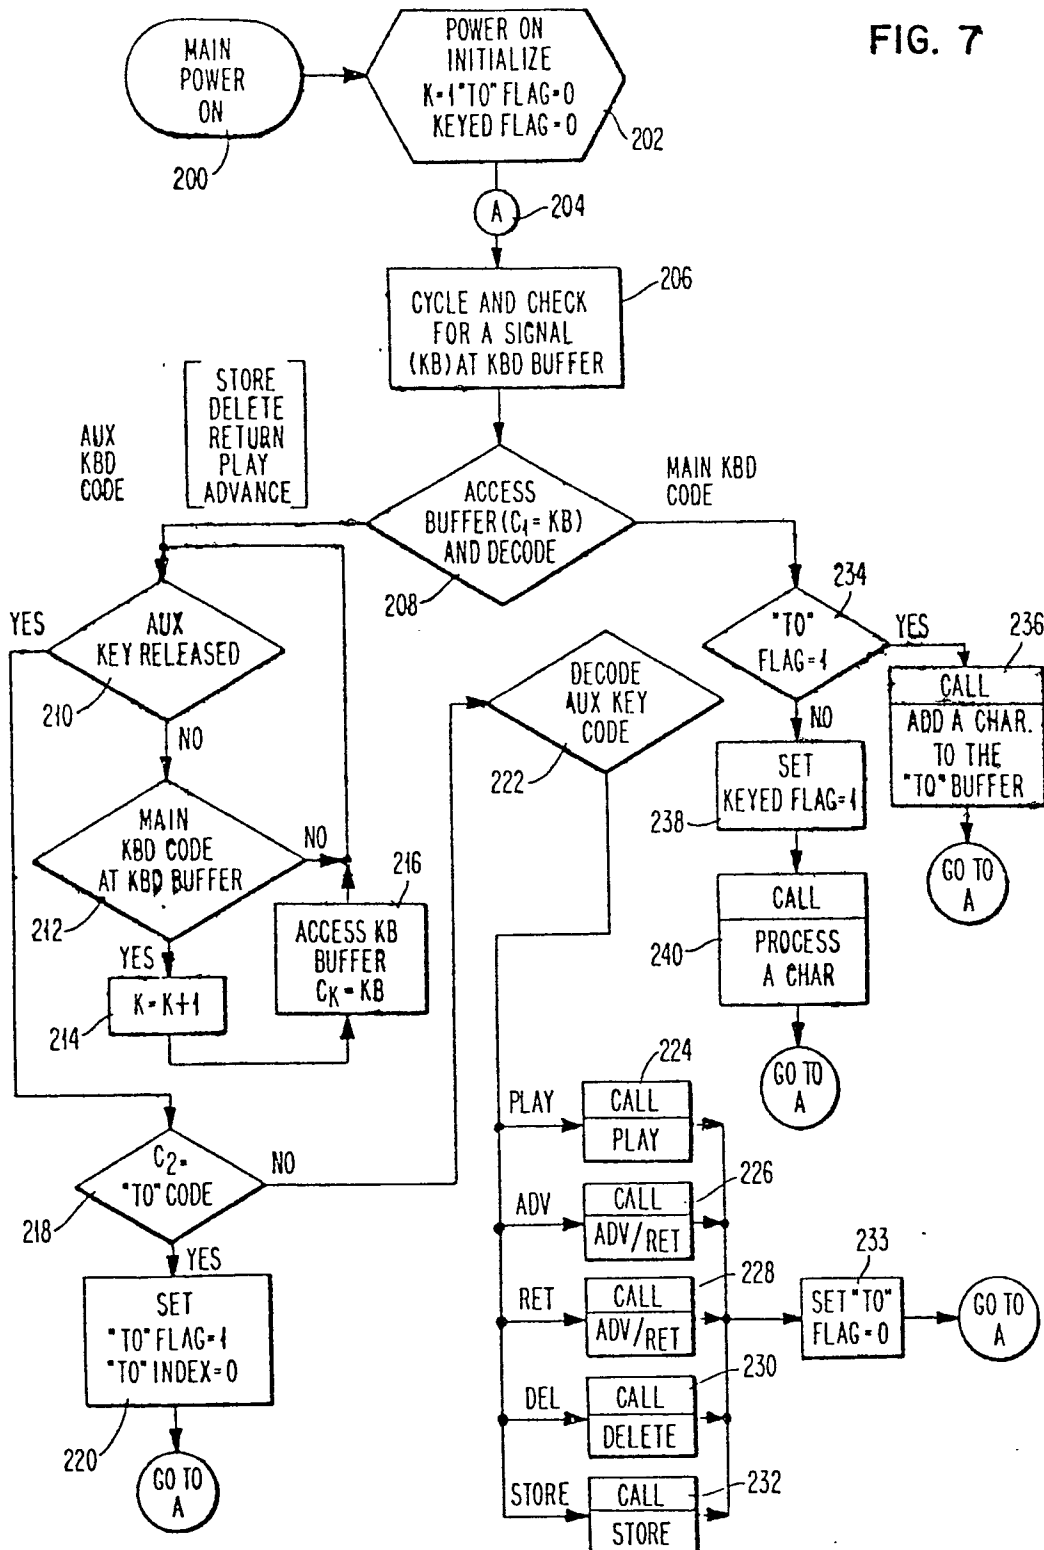 FIG. 7
MAIN
POWER
ON
200
POWER ON
INITIALIZE
K=1 "TO" FLAG=0
KEYED FLAG=0
202
A
204
CYCLE AND CHECK
FOR A SIGNAL
(KB) AT KBD BUFFER
206
STORE
DELETE
RETURN
PLAY
ADVANCE
AUX
KBD
CODE
ACCESS
BUFFER (C1 = KB)
AND DECODE
208
MAIN KBD
CODE
AUX
KEY RELEASED
YES
210
NO
MAIN
KBD CODE
AT KBD BUFFER
NO
212
YES
K=K+1
214
216
ACCESS KB
BUFFER
CK = KB
C2=
"TO" CODE
NO
218
YES
SET
"TO" FLAG=1
"TO" INDEX=0
220
GO TO
A
DECODE
AUX KEY
CODE
222
234
"TO"
FLAG=1
YES
236
CALL
ADD A CHAR.
TO THE
"TO" BUFFER
GO TO
A
NO
SET
KEYED FLAG=1
238
CALL
PROCESS
A CHAR
240
GO TO
A
224
PLAY
CALL
PLAY
226
ADV
CALL
ADV/RET
228
RET
CALL
ADV/RET
230
DEL
CALL
DELETE
232
STORE
CALL
STORE
233
SET "TO"
FLAG=0
GO TO
A